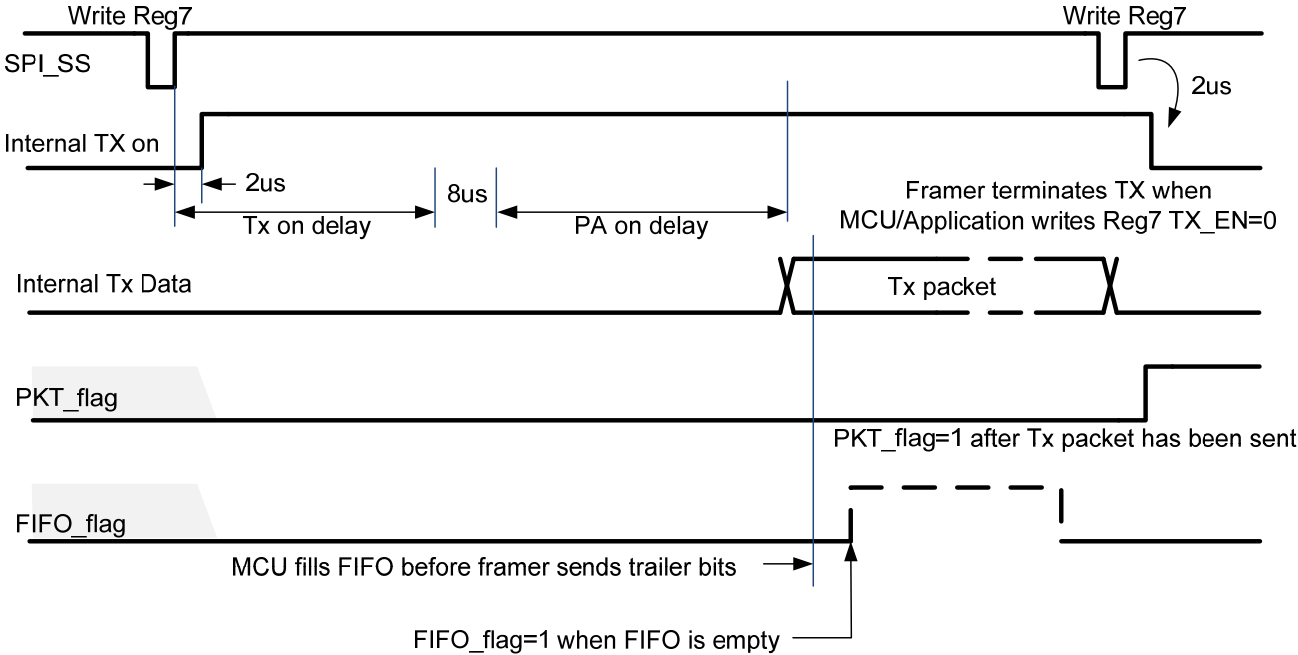 Write Reg7
Write Reg7
SPI_SS
2us
Internal TX on
2us
8us
Tx on delay
PA on delay
Framer terminates TX when
MCU/Application writes Reg7 TX_EN=0
Internal Tx Data
Tx packet
PKT_flag
PKT_flag=1 after Tx packet has been sent
FIFO_flag
MCU fills FIFO before framer sends trailer bits
FIFO_flag=1 when FIFO is empty